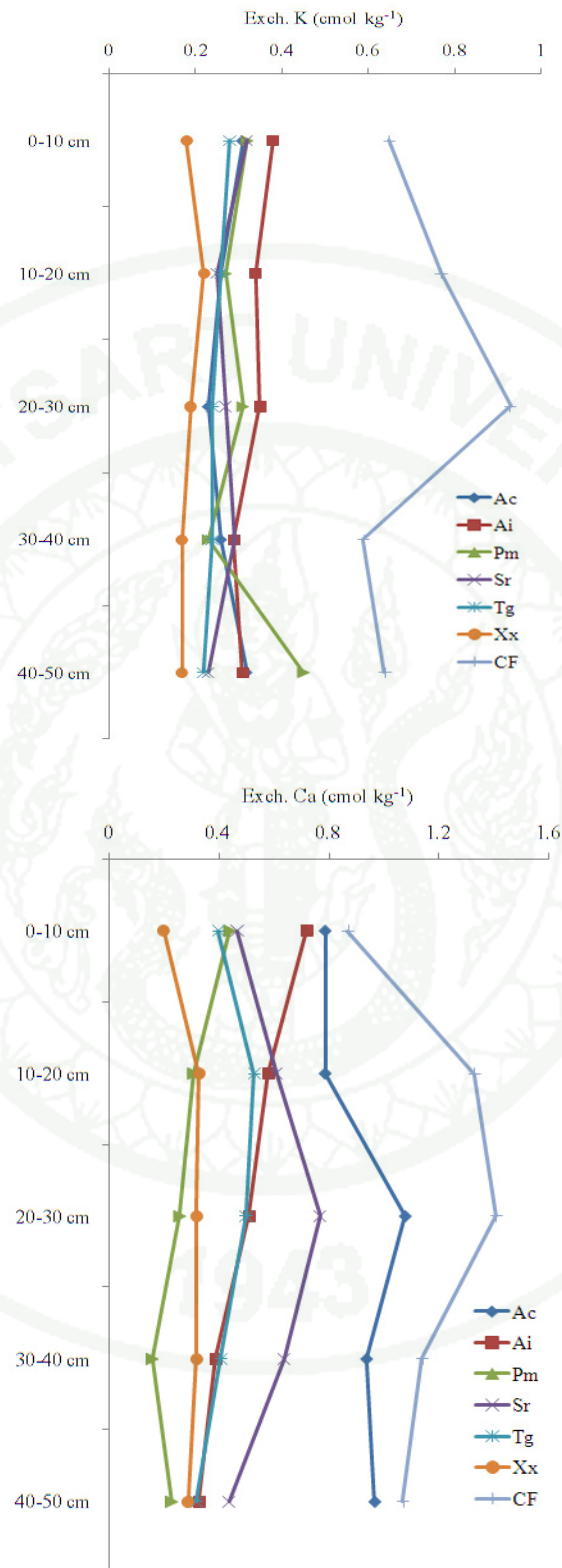 Exch. K (cmol kg⁻¹)
0 0.2 0.4 0.6 0.8 1
0-10 cm
10-20 cm
20-30 cm
30-40 cm
40-50 cm
Ac
Ai
Pm
Sr
Tg
Xx
CF
Exch. Ca (cmol kg⁻¹)
0 0.4 0.8 1.2 1.6
0-10 cm
10-20 cm
20-30 cm
30-40 cm
40-50 cm
Ac
Ai
Pm
Sr
Tg
Xx
CF
1943